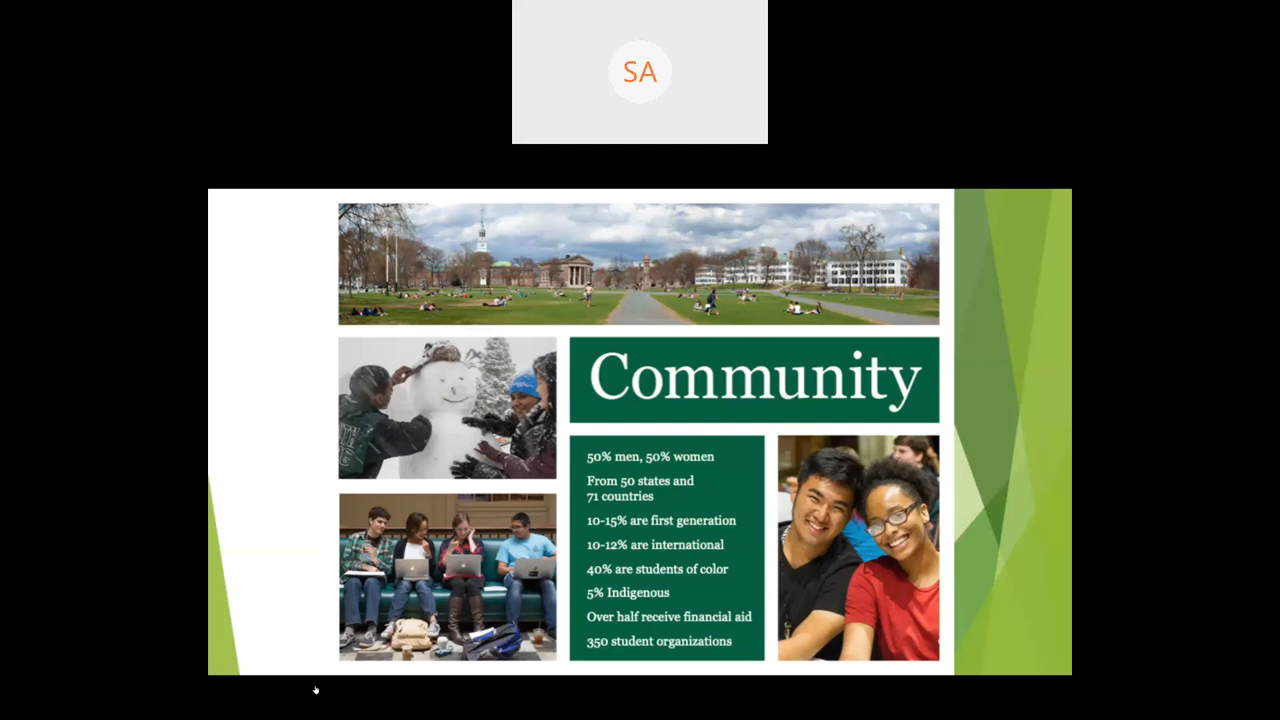 SA
Community
50% men, 50% women
From 50 states and
71 countries
10-15% are first generation
10-12% are international
40% are students of color
5% Indigenous
Over half receive financial aid
350 student organizations